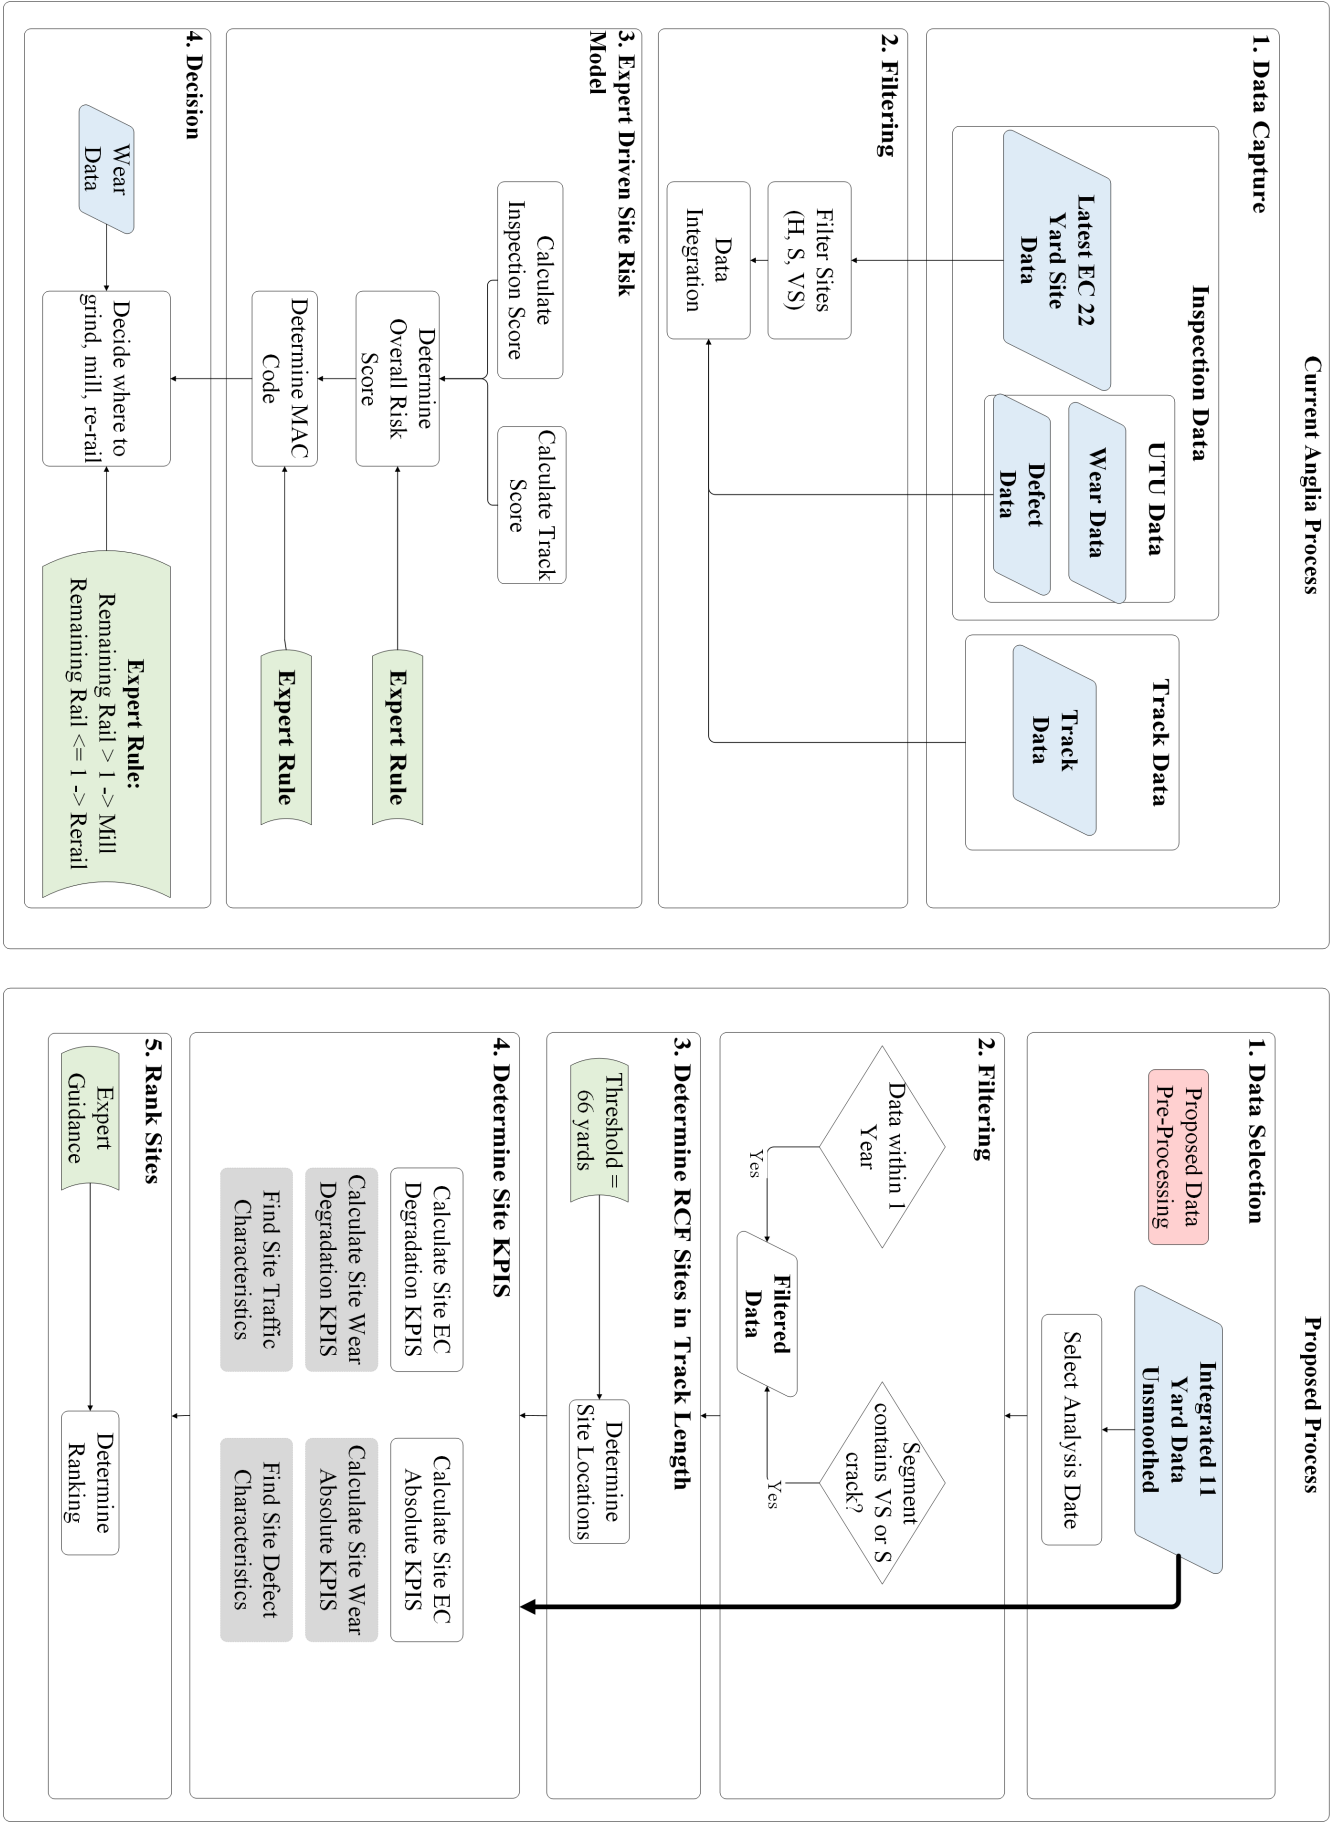 Current Anglia Process
1. Data Capture
Inspection Data
Latest EC 22
Yard Site
Data
UTU Data
Wear Data
Defect
Data
Track Data
Track
Data
2. Filtering
Filter Sites
(H, S, VS)
Data
Integration
3. Expert Driven Site Risk
Model
Calculate
Inspection Score
Calculate Track
Score
Determine
Overall Risk
Score
Expert Rule
Determine MAC
Code
Expert Rule
4. Decision
Wear
Data
Decide where to
grind, mill, re-rail
Expert Rule:
Remaining Rail > 1 -> Mill
Remaining Rail <= 1 -> Rerail
Proposed Process
1. Data Selection
Proposed Data
Pre-Processing
Integrated 11
Yard Data
Unsmoothed
Select Analysis Date
2. Filtering
Data within 1
Year
Yes
Filtered
Data
Segment
contains VS or S
crack?
Yes
3. Determine RCF Sites in Track Length
Threshold =
66 yards
Determine
Site Locations
4. Determine Site KPIS
Calculate Site EC
Degradation KPIS
Calculate Site EC
Absolute KPIS
Calculate Site Wear
Degradation KPIS
Calculate Site Wear
Absolute KPIS
Find Site Traffic
Characteristics
Find Site Defect
Characteristics
5. Rank Sites
Expert
Guidance
Determine
Ranking